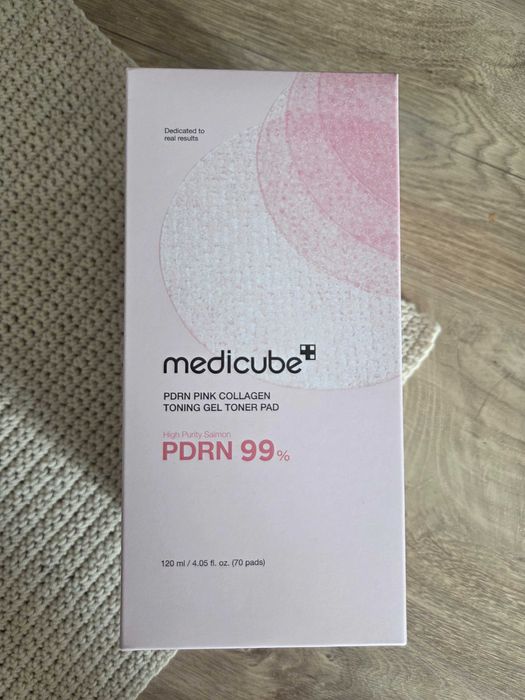 Dedicated to
real results
medicube
PDRN PINK COLLAGEN
TONING GEL TONER PAD
High Purity Salmon
PDRN 99%
120 ml / 4.05 fl. oz. (70 pads)